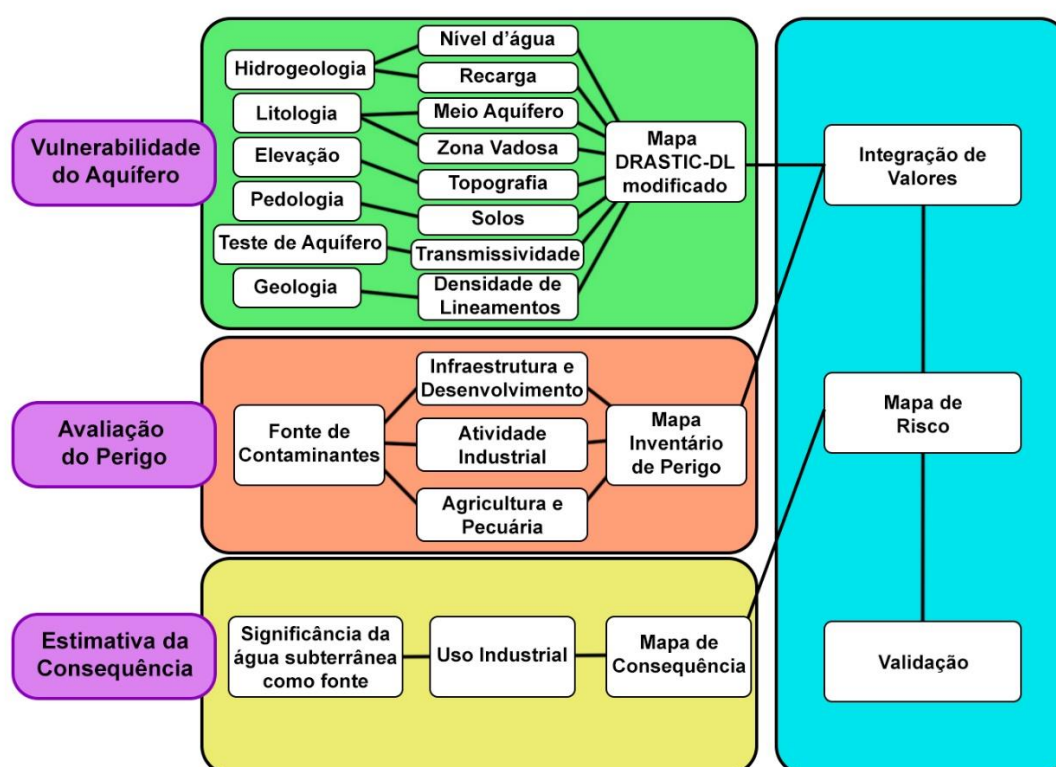 Vulnerabilidade
do Aquífero
Hidrogeologia
Litologia
Elevação
Pedologia
Teste de Aquífero
Geologia
Nível d’água
Recarga
Meio Aquífero
Zona Vadosa
Topografia
Solos
Transmissividade
Densidade de
Lineamentos
Mapa
DRASTIC-DL
modificado
Avaliação
do Perigo
Fonte de
Contaminantes
Infraestrutura e
Desenvolvimento
Atividade
Industrial
Agricultura e
Pecuária
Mapa
Inventário
de Perigo
Estimativa da
Consequência
Significância da
água subterrânea
como fonte
Uso Industrial
Mapa de
Consequência
Integração de
Valores
Mapa de
Risco
Validação